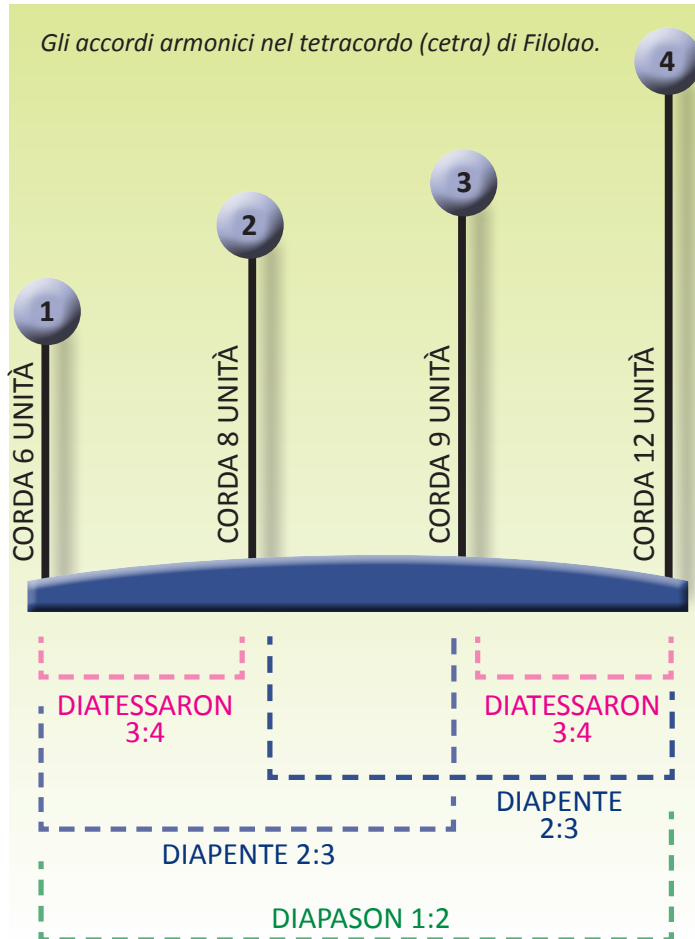 Gli accordi armonici nel tetracordo (cetra) di Filolao.
1
2
3
4
CORDA 6 UNITÀ
CORDA 8 UNITÀ
CORDA 9 UNITÀ
CORDA 12 UNITÀ
DIATESSARON
3:4
DIATESSARON
3:4
DIAPENTE
2:3
DIAPENTE 2:3
DIAPASON 1:2